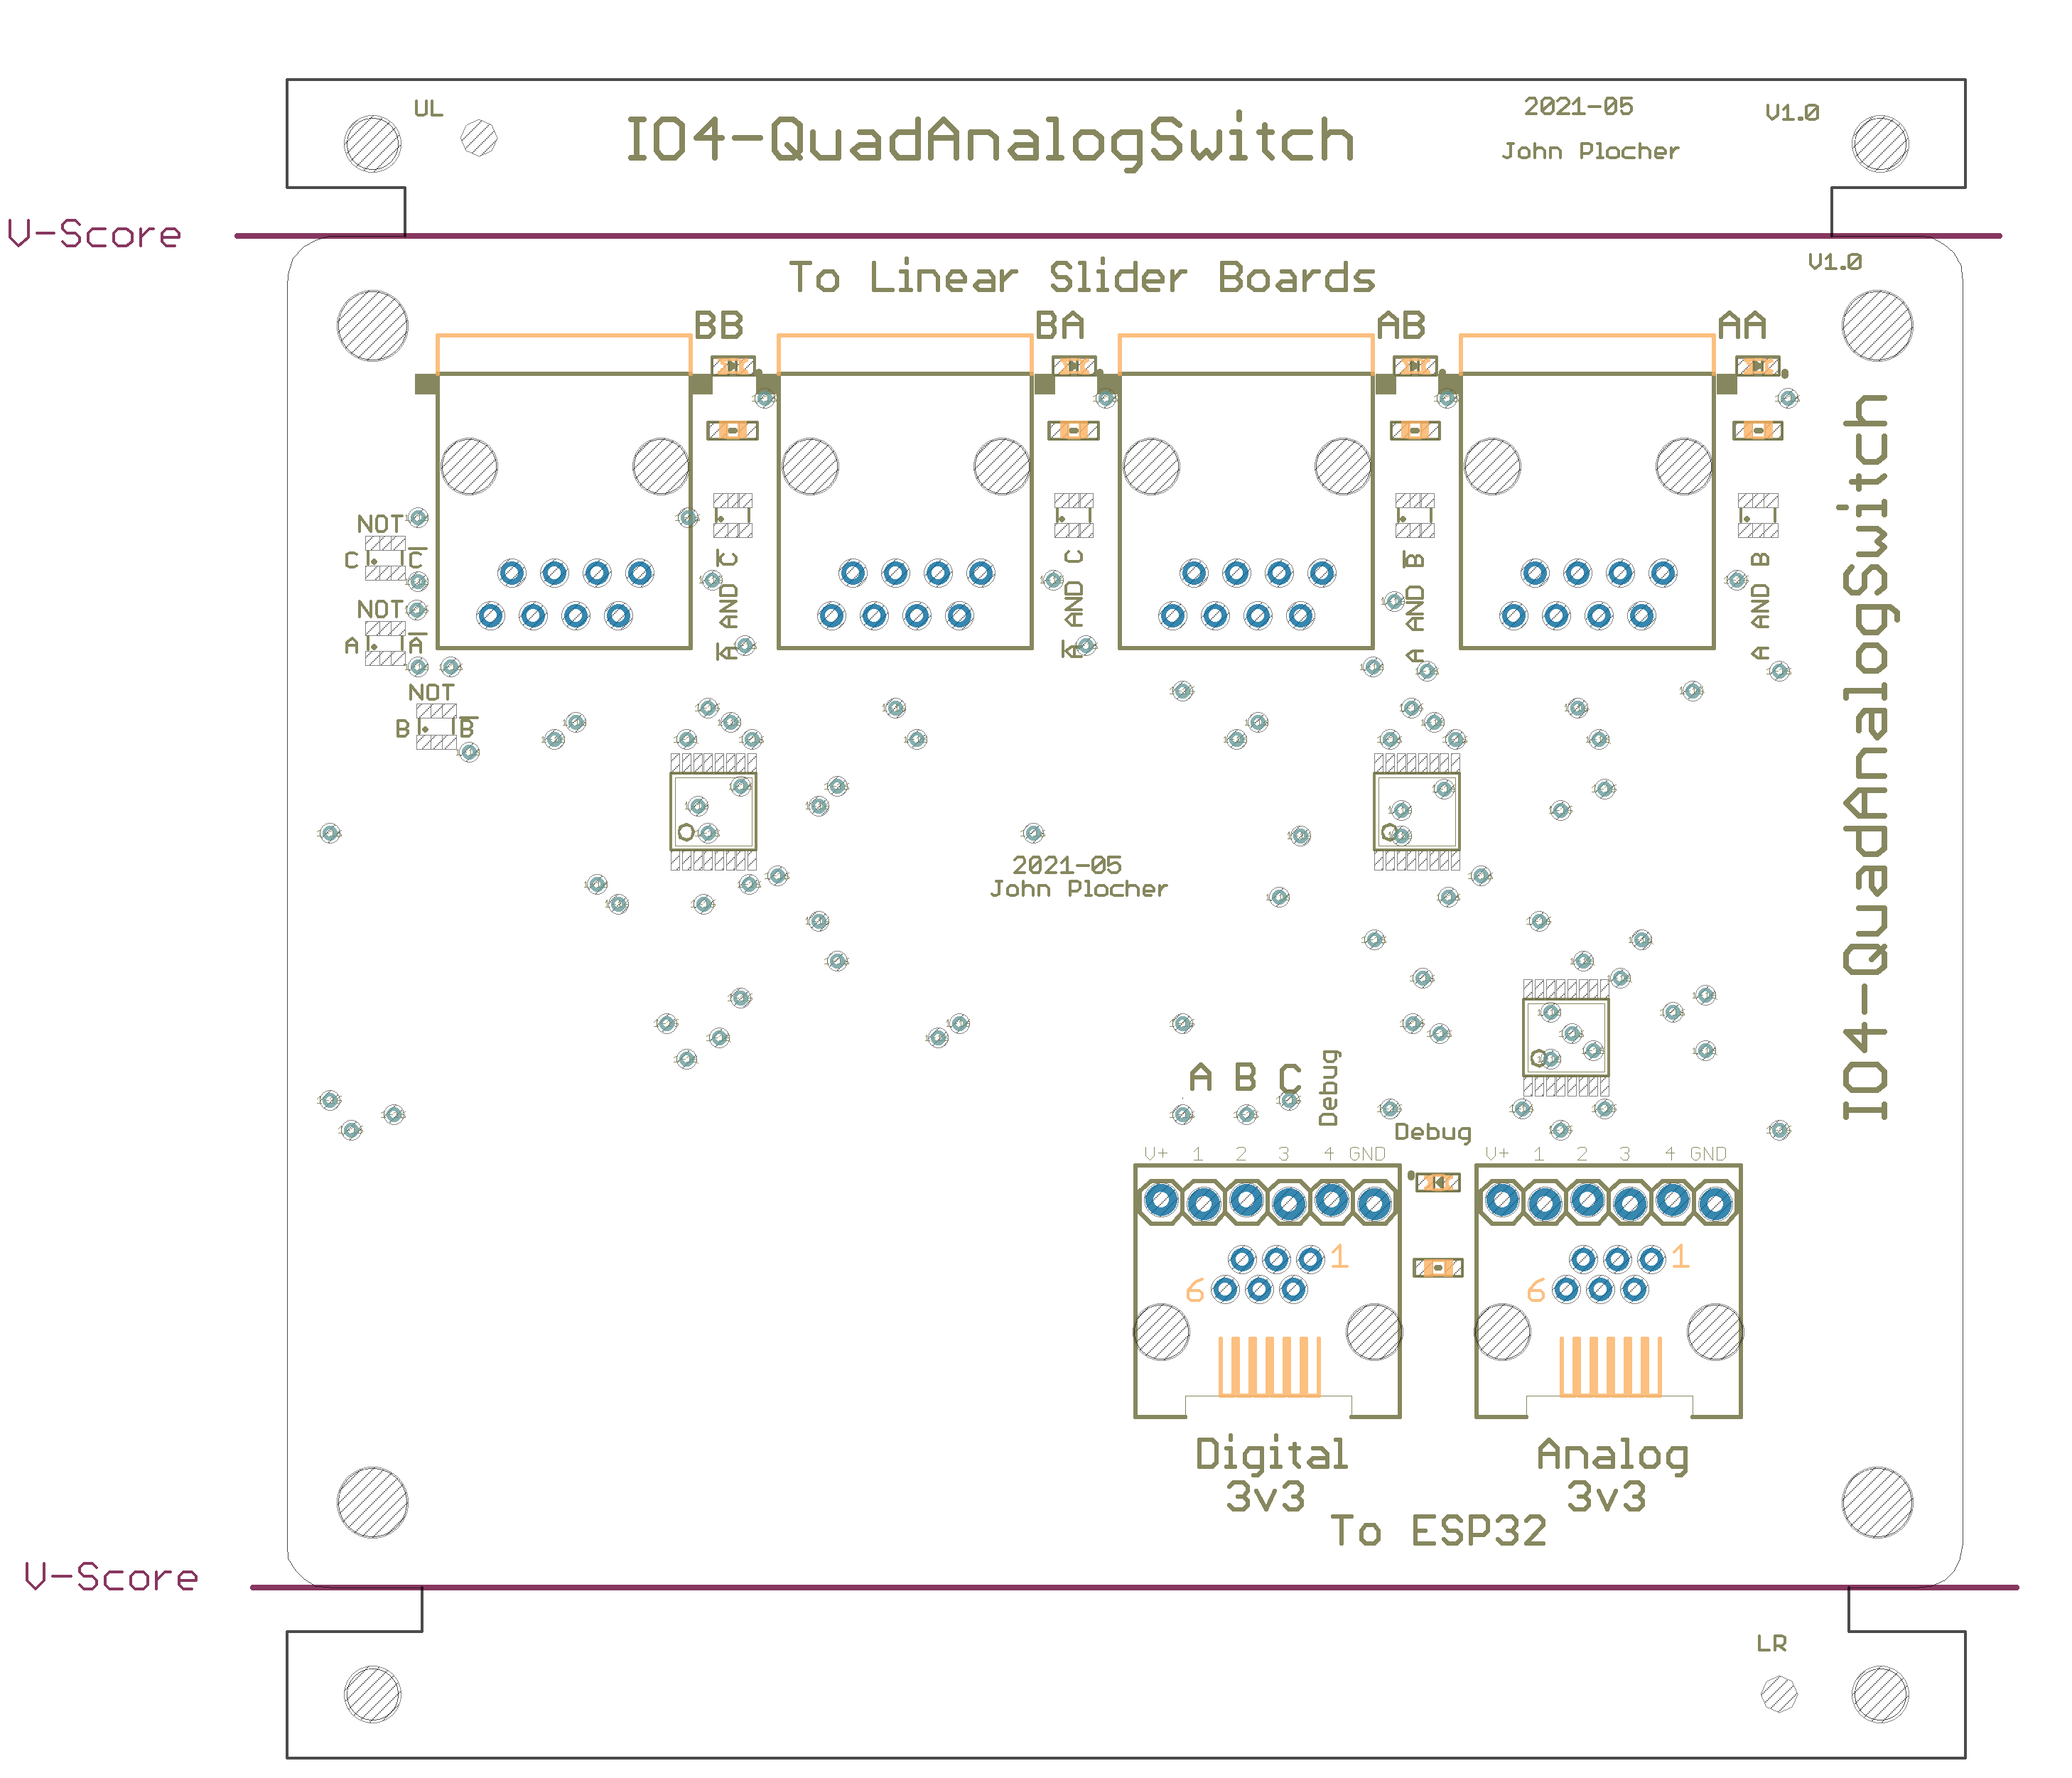 UL
IO4-QuadAnalogSwitch
2021-05
V1.0
John Plocher
V-Score
V1.0
To Linear Slider Boards
BB
BA
AB
AA
NOT
C
C̅
NOT
A
A̅
NOT
B
B̅
A̅ AND C̅
A̅ AND C
A AND B̅
A AND B
IO4-QuadAnalogSwitch
2021-05
John Plocher
A B C
Debug
Debug
V+ 1 2 3 4 GND
V+ 1 2 3 4 GND
1
6
1
6
Digital
3v3
Analog
3v3
To ESP32
V-Score
LR